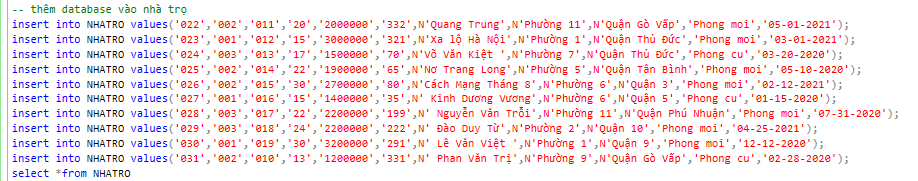 -- thêm database vào nhà trọ
insert into NHATRO values('022','002','011','20','2000000','332',N'Quang Trung',N'Phường 11',N'Quận Gò Vấp','Phong moi','05-01-2021');
insert into NHATRO values('023','001','012','15','3000000','321',N'Xa lộ Hà Nội',N'Phường 1',N'Quận Thủ Đức','Phong moi','03-01-2021');
insert into NHATRO values('024','003','013','17','1500000','70',N'Võ Văn Kiệt ',N'Phường 7',N'Quận Thủ Đức','Phong cu','03-20-2020');
insert into NHATRO values('025','002','014','22','1900000','65',N'Nơ Trang Long',N'Phường 5',N'Quận Tân Bình','Phong moi','05-10-2020');
insert into NHATRO values('026','002','015','30','2700000','80',N'Cách Mạng Tháng 8',N'Phường 6',N'Quận 3','Phong moi','02-12-2021');
insert into NHATRO values('027','001','016','15','1400000','35',N' Kinh Dương Vương',N'Phường 6',N'Quận 5','Phong cu','01-15-2020');
insert into NHATRO values('028','003','017','22','2200000','199',N' Nguyễn Văn Trỗi',N'Phường 11',N'Quận Phú Nhuận','Phong moi','07-31-2020');
insert into NHATRO values('029','003','018','24','2200000','222',N' Đào Duy Từ',N'Phường 2',N'Quận 10','Phong moi','04-25-2021');
insert into NHATRO values('030','001','019','30','3200000','291',N' Lê Văn Việt ',N'Phường 1',N'Quận 9','Phong moi','12-12-2020');
insert into NHATRO values('031','002','010','13','1200000','331',N' Phan Văn Trị',N'Phường 9',N'Quận Gò Vấp','Phong cu','02-28-2020');
select *from NHATRO